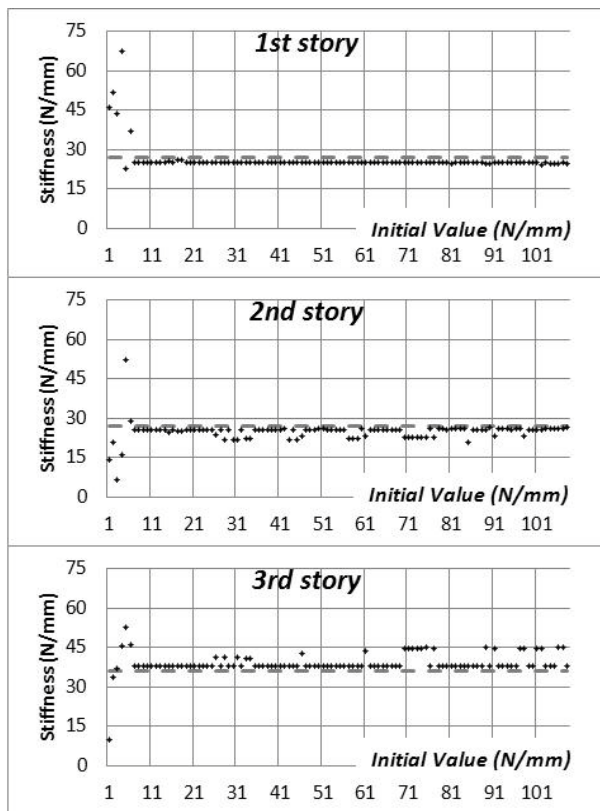 1st story
Stiffness (N/mm)
75
60
45
30
15
0
Initial Value (N/mm)
1 11 21 31 41 51 61 71 81 91 101
2nd story
Stiffness (N/mm)
75
60
45
30
15
0
Initial Value (N/mm)
1 11 21 31 41 51 61 71 81 91 101
3rd story
Stiffness (N/mm)
75
60
45
30
15
0
Initial Value (N/mm)
1 11 21 31 41 51 61 71 81 91 101